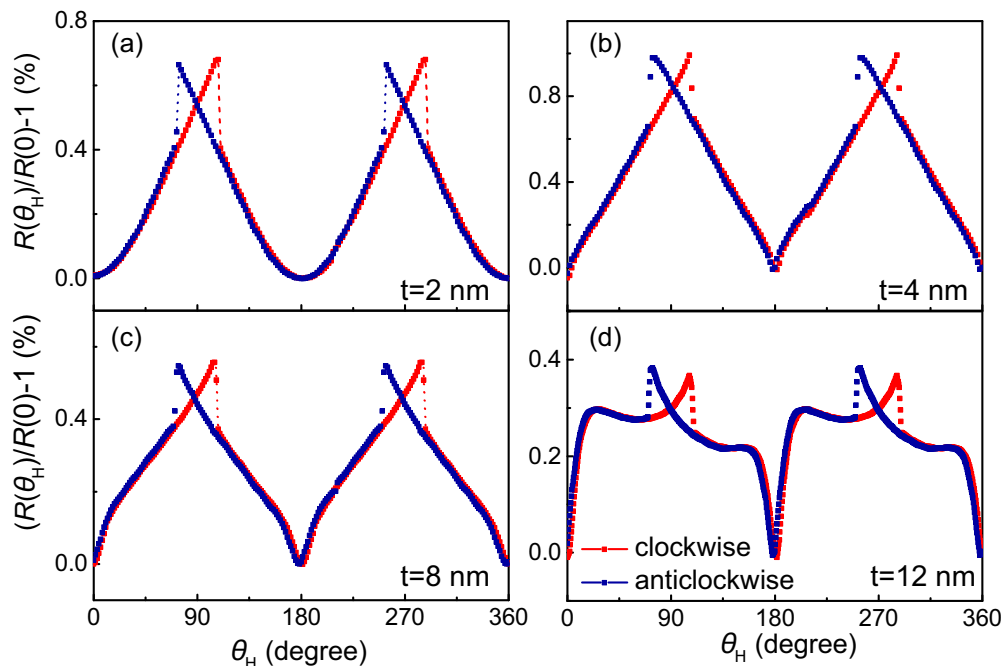 R(θH)/R(0)-1 (%)
0.8
0.4
0.0
(a)
t=2 nm
0.8
0.4
0.0
(b)
t=4 nm
(R(θH)/R(0)-1 (%)
0.4
0.0
(c)
t=8 nm
0 90 180 270 360
θH (degree)
0.4
0.2
0.0
(d)
clockwise
anticlockwise
t=12 nm
0 90 180 270 360
θH (degree)